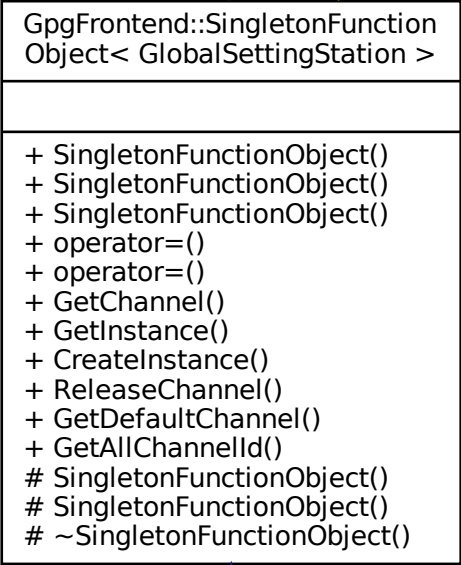 GpgFrontend::SingletonFunction
Object< GlobalSettingStation >
+ SingletonFunctionObject()
+ SingletonFunctionObject()
+ SingletonFunctionObject()
+ operator=()
+ operator=()
+ GetChannel()
+ GetInstance()
+ CreateInstance()
+ ReleaseChannel()
+ GetDefaultChannel()
+ GetAllChannelId()
# SingletonFunctionObject()
# SingletonFunctionObject()
# ~SingletonFunctionObject()